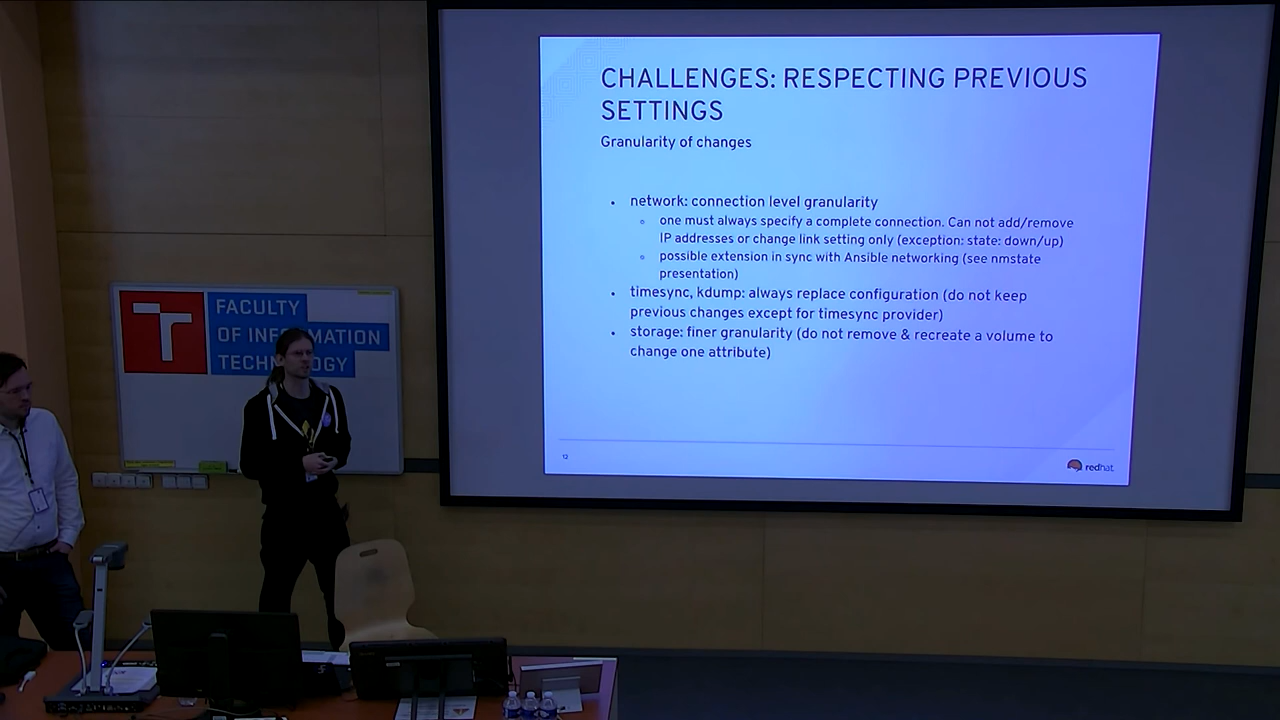 CHALLENGES: RESPECTING PREVIOUS
SETTINGS
Granularity of changes
network: connection level granularity
one must always specify a complete connection. Can not add/remove
IP addresses or change link setting only (exception: state: down/up)
possible extension in sync with Ansible networking (see nmstate
presentation)
timesync, kdump: always replace configuration (do not keep
previous changes except for timesync provider)
storage: finer granularity (do not remove & recreate a volume to
change one attribute)
12
redhat
FACULTY
OF INFORMATION
TECHNOLOGY